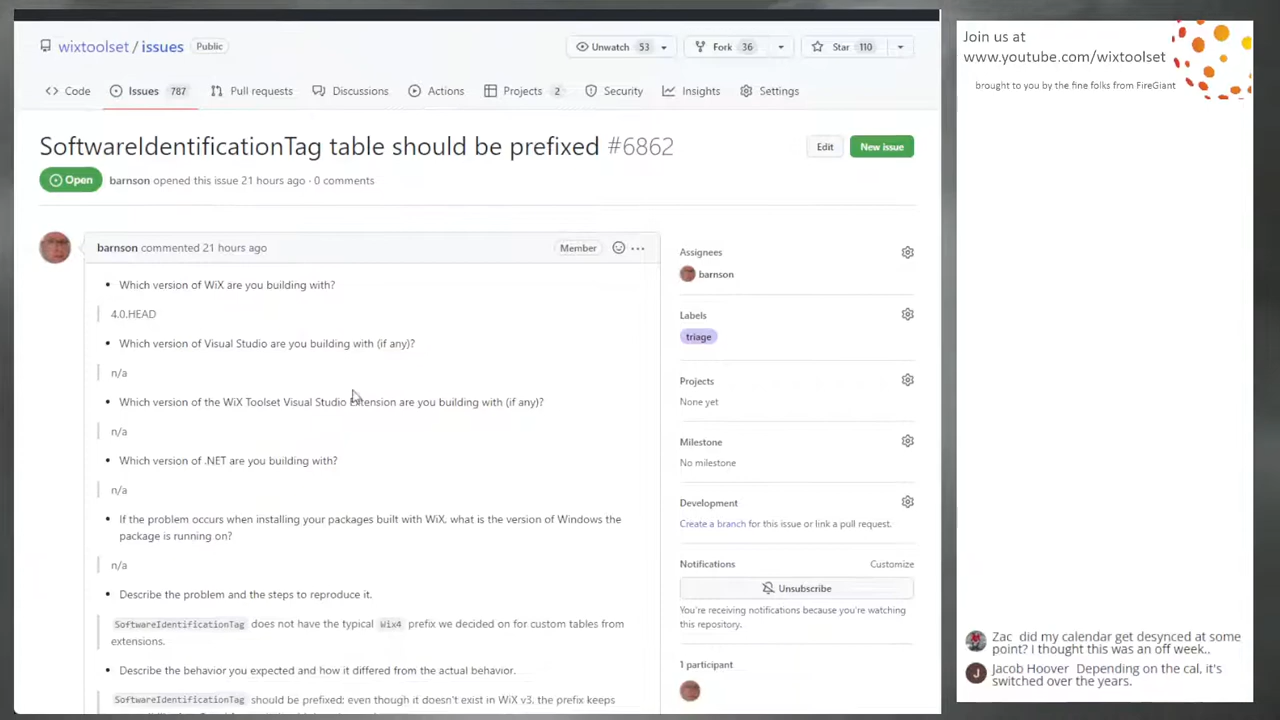 wixtoolset / issues Public
Unwatch 53
Fork 36
Star 110
Code
Issues 787
Pull requests
Discussions
Actions
Projects 2
Security
Insights
Settings
SoftwareIdentificationTag table should be prefixed #6862
Edit
New issue
Open
barnson opened this issue 21 hours ago · 0 comments
barnson commented 21 hours ago
Member
• Which version of WiX are you building with?
4.0.HEAD
• Which version of Visual Studio are you building with (if any)?
n/a
• Which version of the WiX Toolset Visual Studio Extension are you building with (if any)?
n/a
• Which version of .NET are you building with?
n/a
• If the problem occurs when installing your packages built with WiX, what is the version of Windows the
package is running on?
n/a
• Describe the problem and the steps to reproduce it.
SoftwareIdentificationTag does not have the typical Wix4 prefix we decided on for custom tables from
extensions.
• Describe the behavior you expected and how it differed from the actual behavior.
SoftwareIdentificationTag should be prefixed; even though it doesn't exist in WiX v3, the prefix keeps
Assignees
barnson
Labels
triage
Projects
None yet
Milestone
No milestone
Development
Create a branch for this issue or link a pull request.
Notifications
Customize
Unsubscribe
You're receiving notifications because you're watching
this repository.
1 participant
Join us at
www.youtube.com/wixtoolset
brought to you by the fine folks from FireGiant
Zac did my calendar get desynced at some
point? I thought this was an off week..
J
Jacob Hoover Depending on the cal, it's
switched over the years.